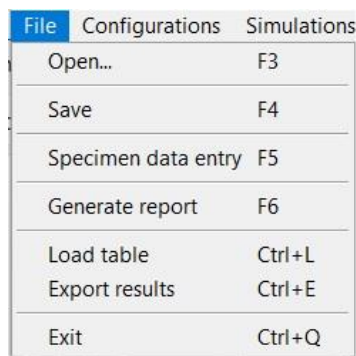 File Configurations Simulations
Open... F3
Save F4
Specimen data entry F5
Generate report F6
Load table Ctrl+L
Export results Ctrl+E
Exit Ctrl+Q